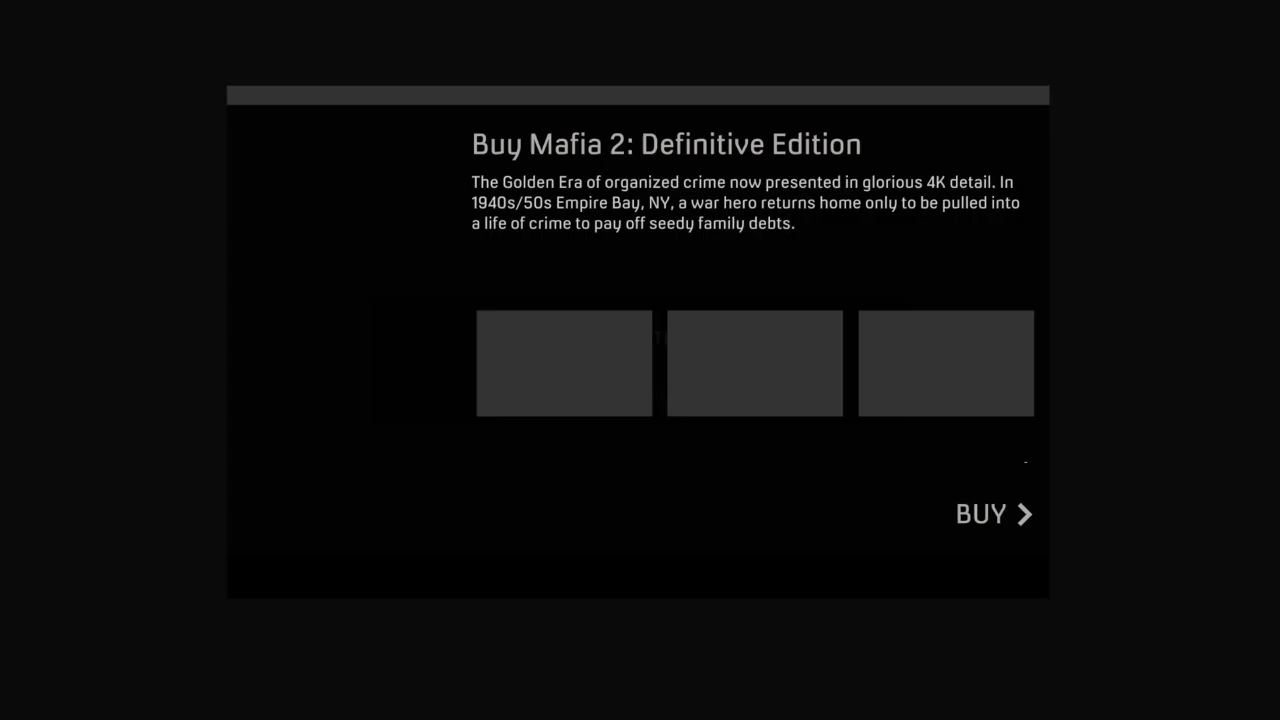 Buy Mafia 2: Definitive Edition
The Golden Era of organized crime now presented in glorious 4K detail. In
1940s/50s Empire Bay, NY, a war hero returns home only to be pulled into
a life of crime to pay off seedy family debts.
-
BUY